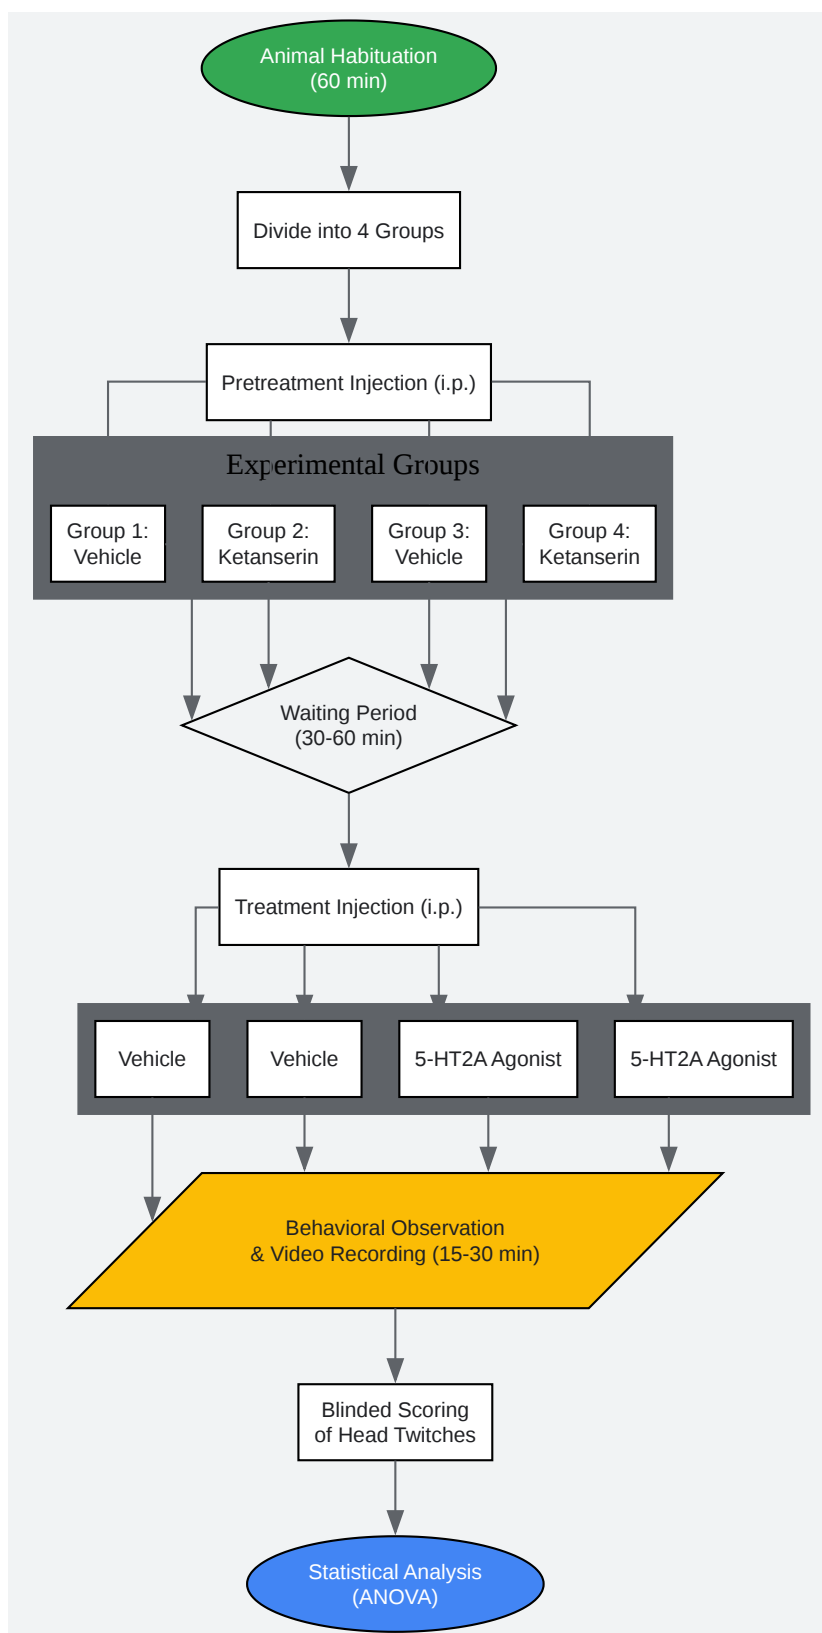 Animal Habituation
(60 min)
Divide into 4 Groups
Pretreatment Injection (i.p.)
Experimental Groups
Group 1:
Vehicle
Group 2:
Ketanserin
Group 3:
Vehicle
Group 4:
Ketanserin
Waiting Period
(30-60 min)
Treatment Injection (i.p.)
Vehicle
Vehicle
5-HT2A Agonist
5-HT2A Agonist
Behavioral Observation
& Video Recording (15-30 min)
Blinded Scoring
of Head Twitches
Statistical Analysis
(ANOVA)